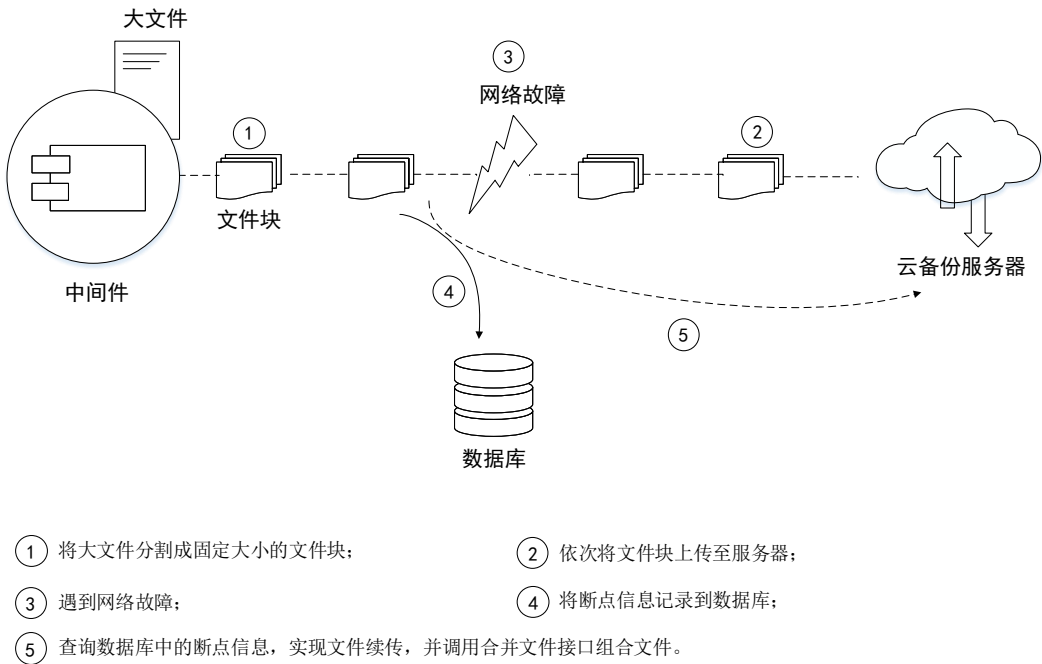 大文件
3
网络故障
1
2
文件块
中间件
云备份服务器
4
5
数据库
1 将大文件分割成固定大小的文件块；
2 依次将文件块上传至服务器；
3 遇到网络故障；
4 将断点信息记录到数据库；
5 查询数据库中的断点信息，实现文件续传，并调用合并文件接口组合文件。